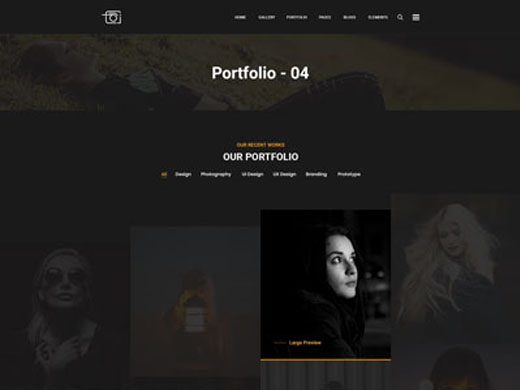 HOME GALLERY PORTFOLIO PAGES BLOGS ELEMENTS
Portfolio - 04
OUR RECENT WORKS
OUR PORTFOLIO
All Design Photography UI Design UX Design Branding Prototype
Large Preview